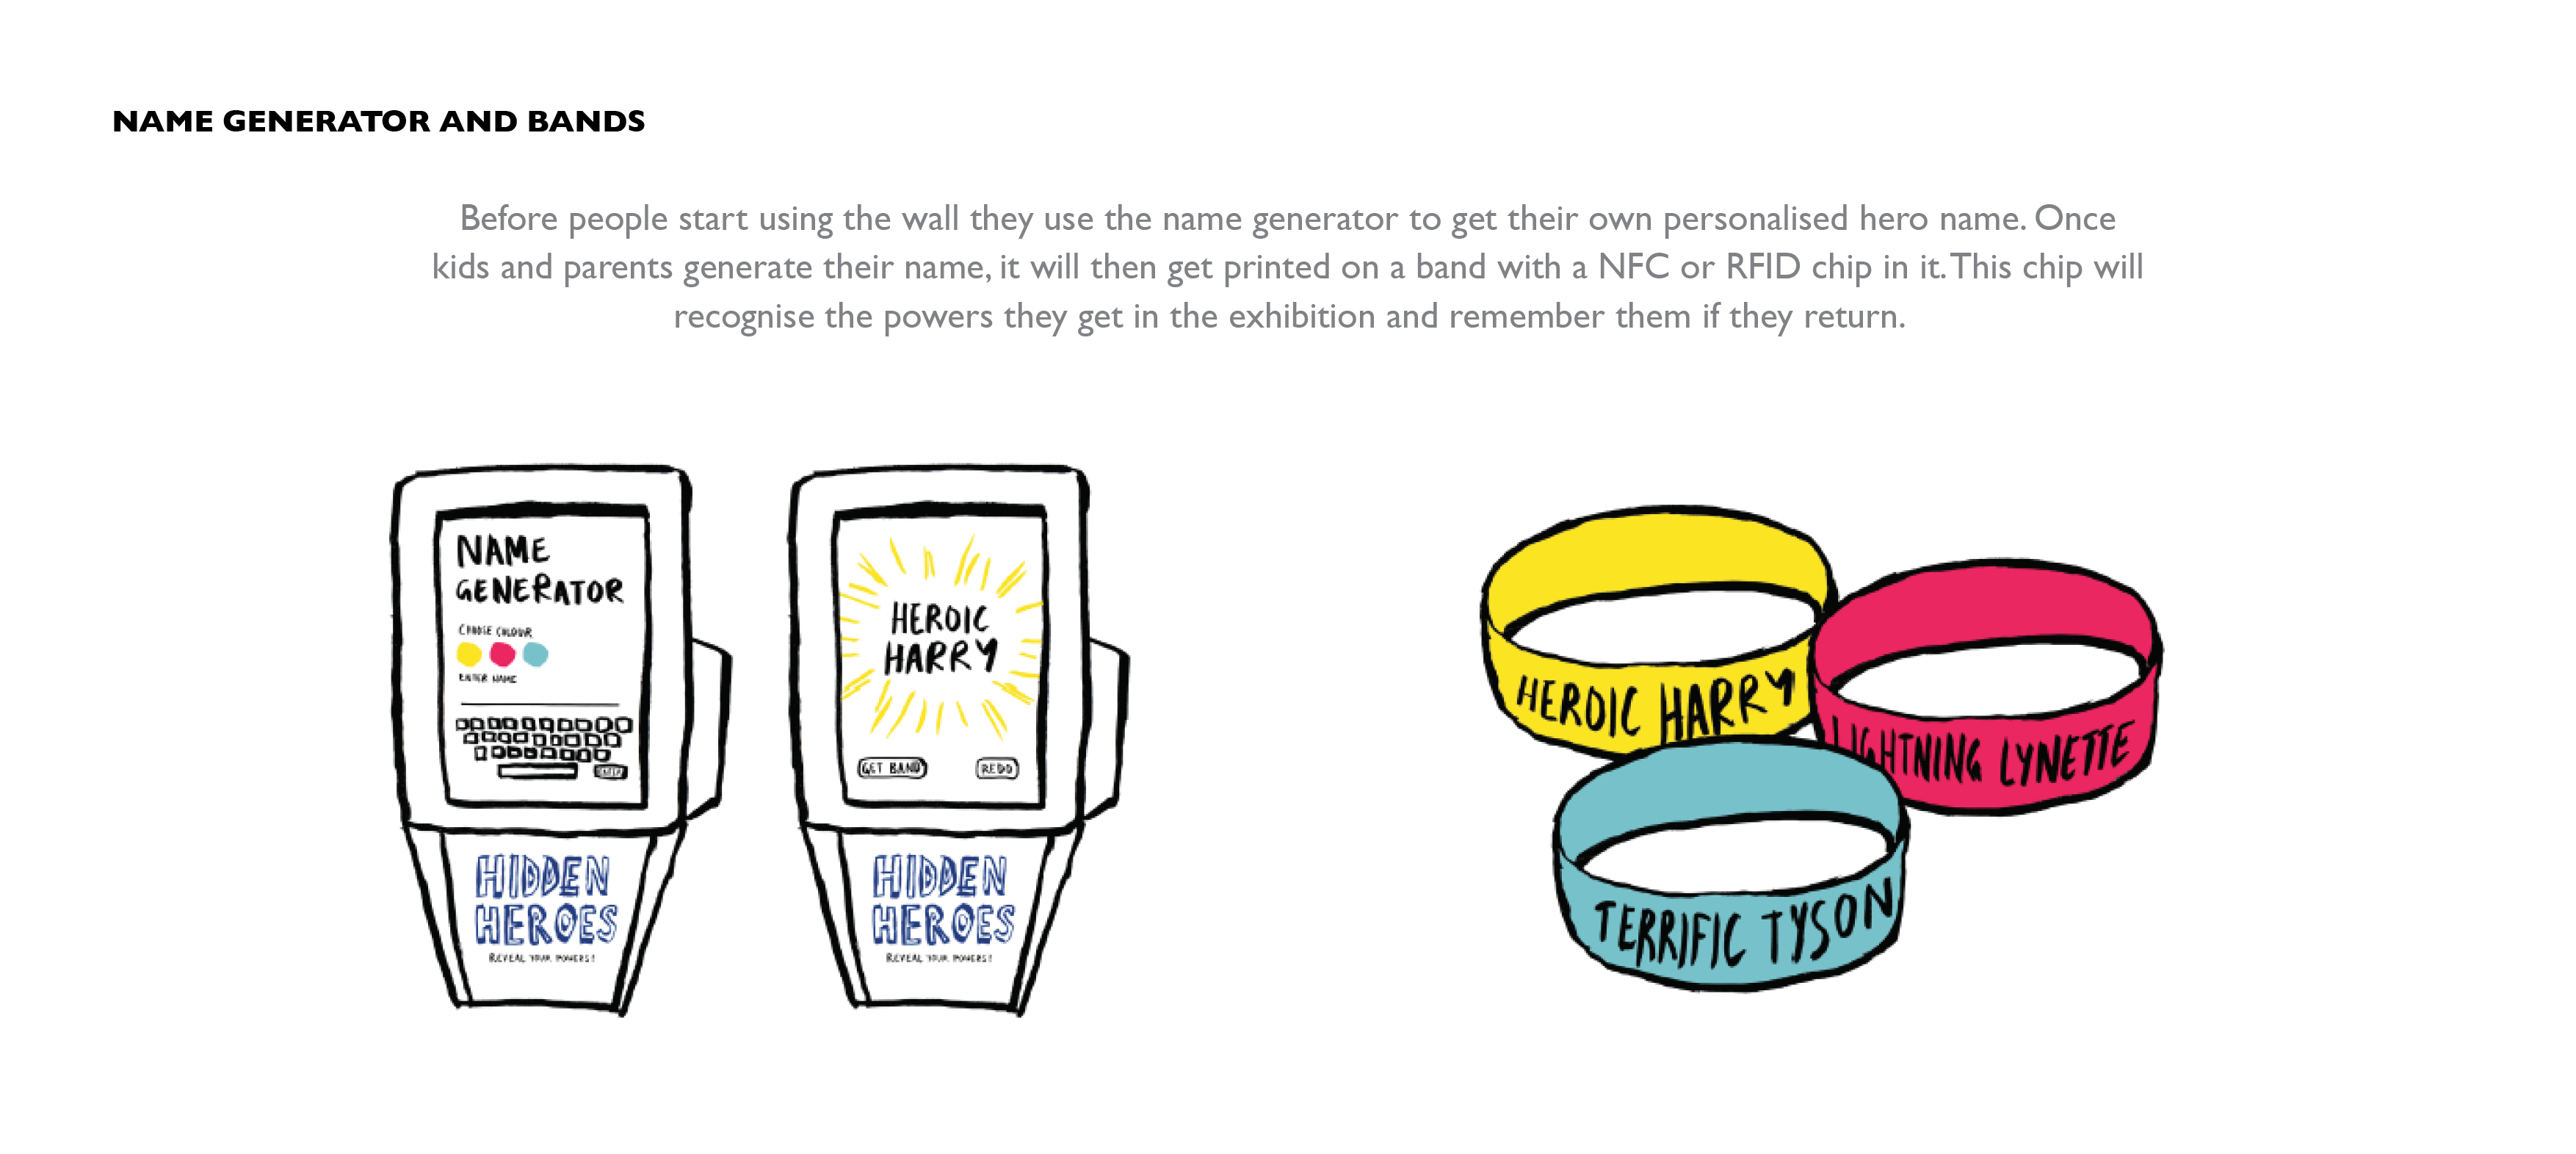 NAME GENERATOR AND BANDS
Before people start using the wall they use the name generator to get their own personalised hero name. Once
kids and parents generate their name, it will then get printed on a band with a NFC or RFID chip in it. This chip will
recognise the powers they get in the exhibition and remember them if they return.
NAME
GENERATOR
CHOOSE COLOUR
ENTER NAME
ENTER
HIDDEN
HEROES
REVEAL YOUR POWERS!
HEROIC
HARRY
GET BAND
REDO
HIDDEN
HEROES
REVEAL YOUR POWERS!
HEROIC HARRY
LIGHTNING LYNETTE
TERRIFIC TYSON